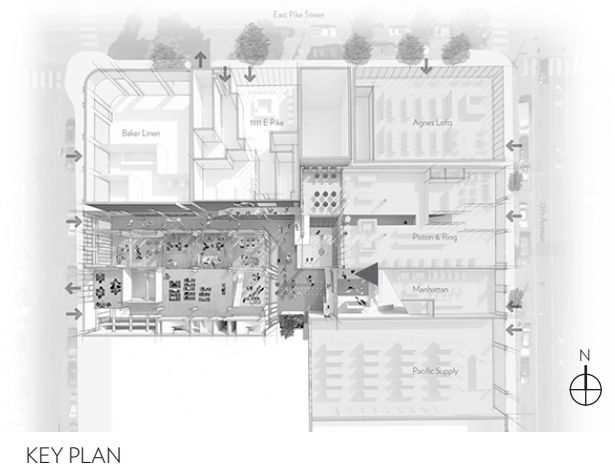 East Pike Street
Baker Linen
1111 E Pike
Agnes Lofts
12th Avenue
Piston & Ring
Manhattan
Pacific Supply
N
KEY PLAN